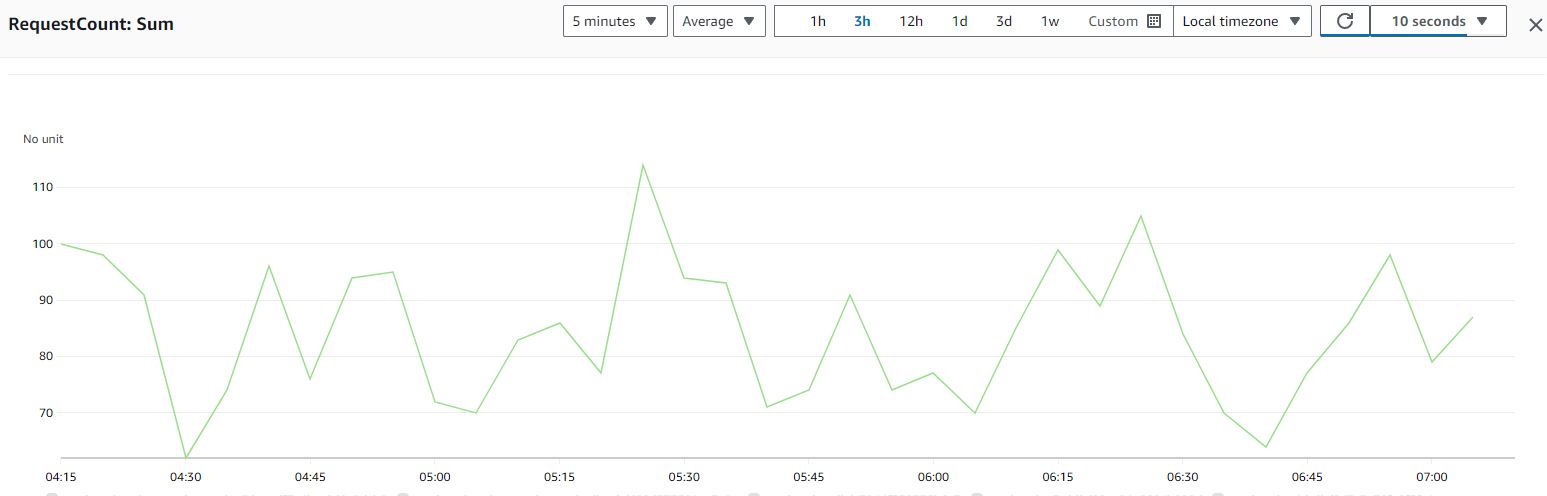 RequestCount: Sum 5 minutes Average 1h 3h 12h 1d 3d 1w Custom Local timezone 10 seconds
No unit
110
100
90
80
70
04:15 04:30 04:45 05:00 05:15 05:30 05:45 06:00 06:15 06:30 06:45 07:00